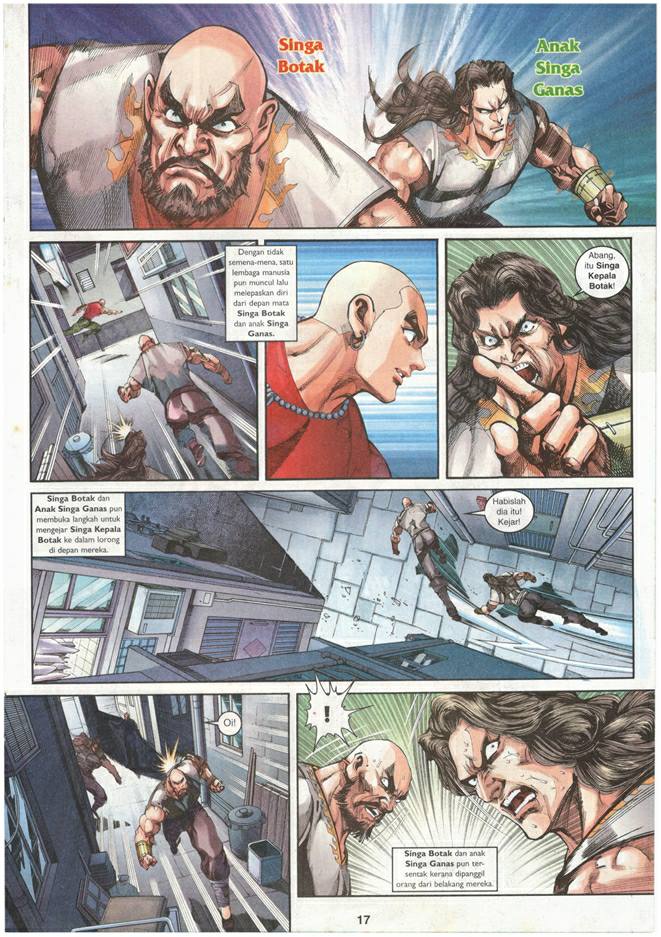 Singa
Botak
Anak
Singa
Ganas
Dengan tidak
semena-mena, satu
lembaga manusia
pun muncul lalu
melepaskan diri
dari depan mata
Singa Botak
dan anak Singa
Ganas.
Abang,
itu Singa
Kepala
Botak!
Singa Botak dan
Anak Singa Ganas pun
membuka langkah untuk
mengejar Singa Kepala
Botak ke dalam lorong
di depan mereka.
Habislah
dia itu!
Kejar!
Oi!
!
Singa Botak dan anak
Singa Ganas pun ter-
sentak kerana dipanggil
orang dari belakang mereka.
17